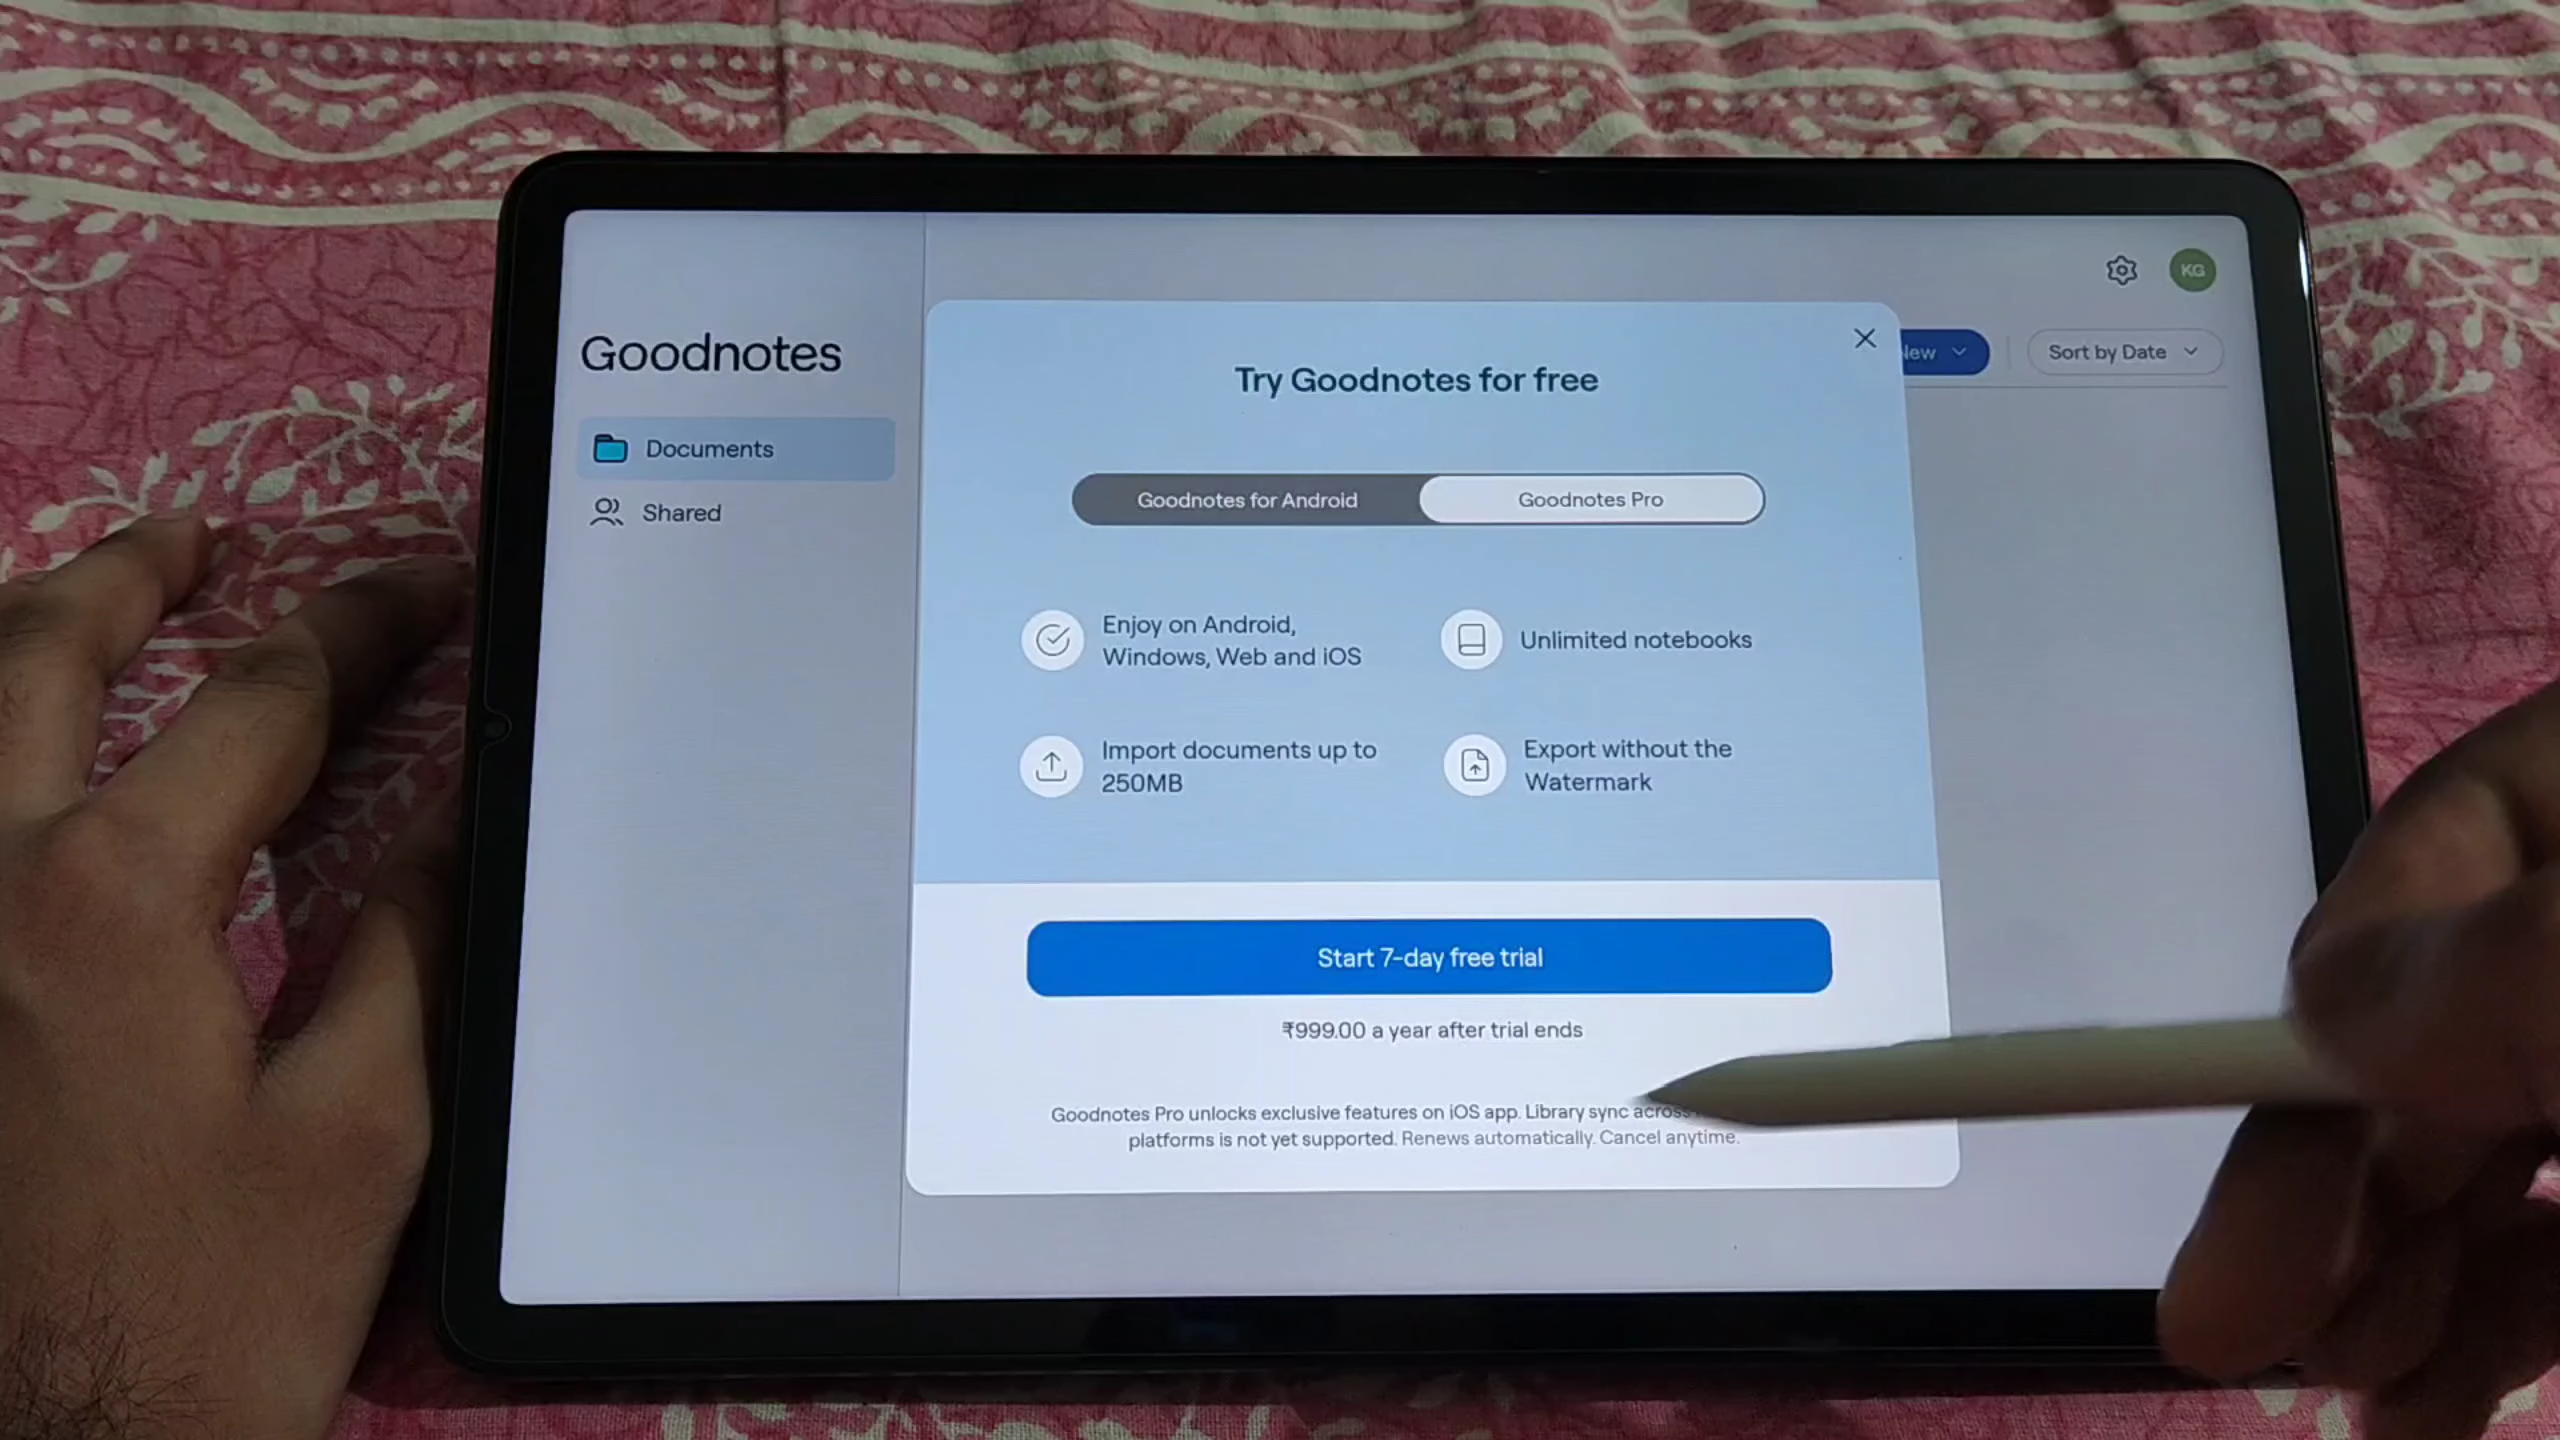 KG
Goodnotes
Documents
Shared
New
Sort by Date
Try Goodnotes for free
Goodnotes for Android
Goodnotes Pro
Enjoy on Android,
Windows, Web and iOS
Unlimited notebooks
Import documents up to
250MB
Export without the
Watermark
Start 7-day free trial
₹999.00 a year after trial ends
Goodnotes Pro unlocks exclusive features on iOS app. Library sync across
platforms is not yet supported. Renews automatically. Cancel anytime.